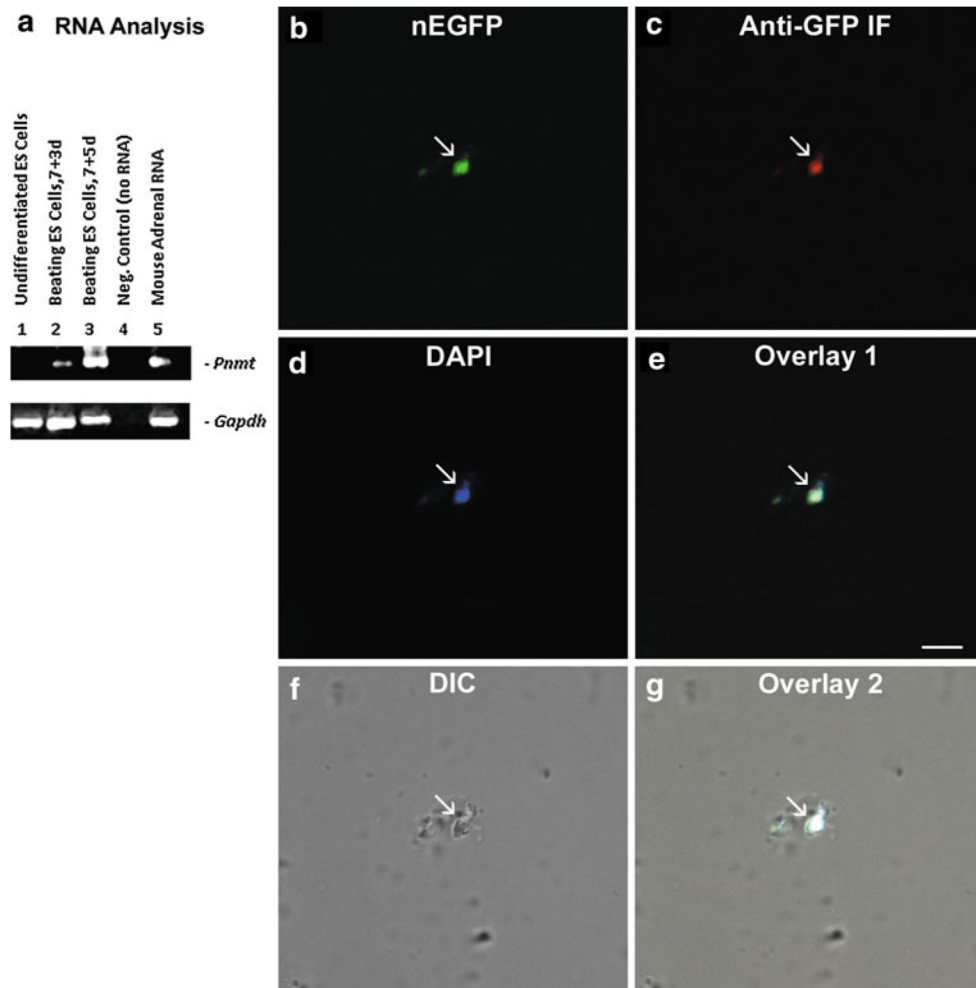 a RNA Analysis
Undifferentiated ES Cells
Beating ES Cells,7+3d
Beating ES Cells,7+5d
Neg. Control (no RNA)
Mouse Adrenal RNA
1 2 3 4 5
- Pnmt
- Gapdh
b nEGFP
c Anti-GFP IF
d DAPI
e Overlay 1
f DIC
g Overlay 2